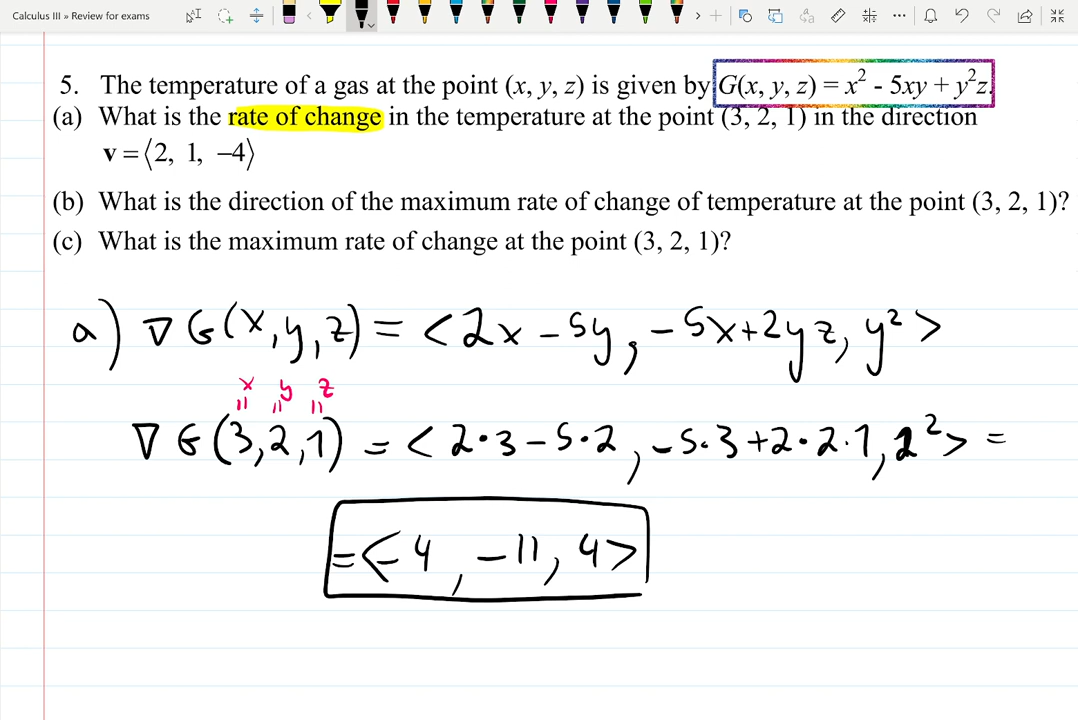 Calculus III » Review for exams
5. The temperature of a gas at the point (x, y, z) is given by G(x, y, z) = x² - 5xy + y²z.
(a) What is the rate of change in the temperature at the point (3, 2, 1) in the direction
v = ⟨2, 1, −4⟩
(b) What is the direction of the maximum rate of change of temperature at the point (3, 2, 1)?
(c) What is the maximum rate of change at the point (3, 2, 1)?
a) ∇G(x, y, z) = <2x − 5y, −5x + 2yz, y²>
x y z
∇G(3, 2, 1) = <2·3 − 5·2, −5·3 + 2·2·1, 2²> =
= <−4, −11, 4>